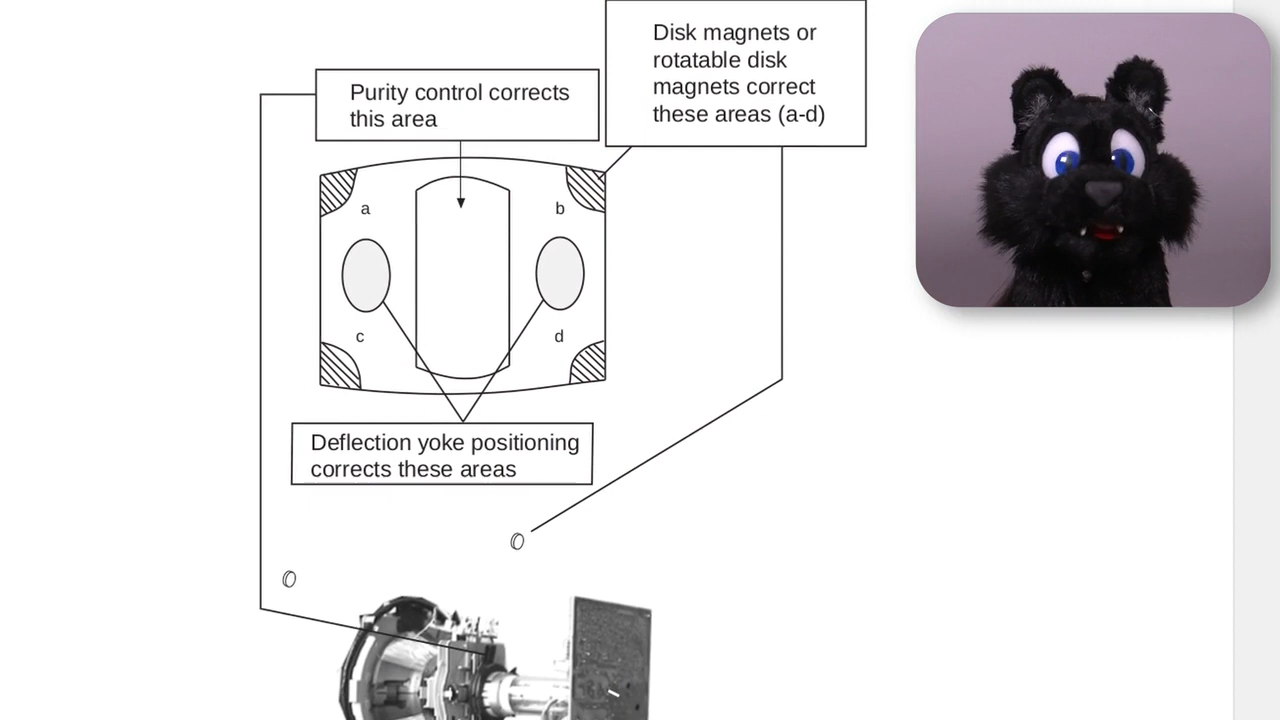 Disk magnets or
rotatable disk
magnets correct
these areas (a-d)
Purity control corrects
this area
a
b
c
d
Deflection yoke positioning
corrects these areas